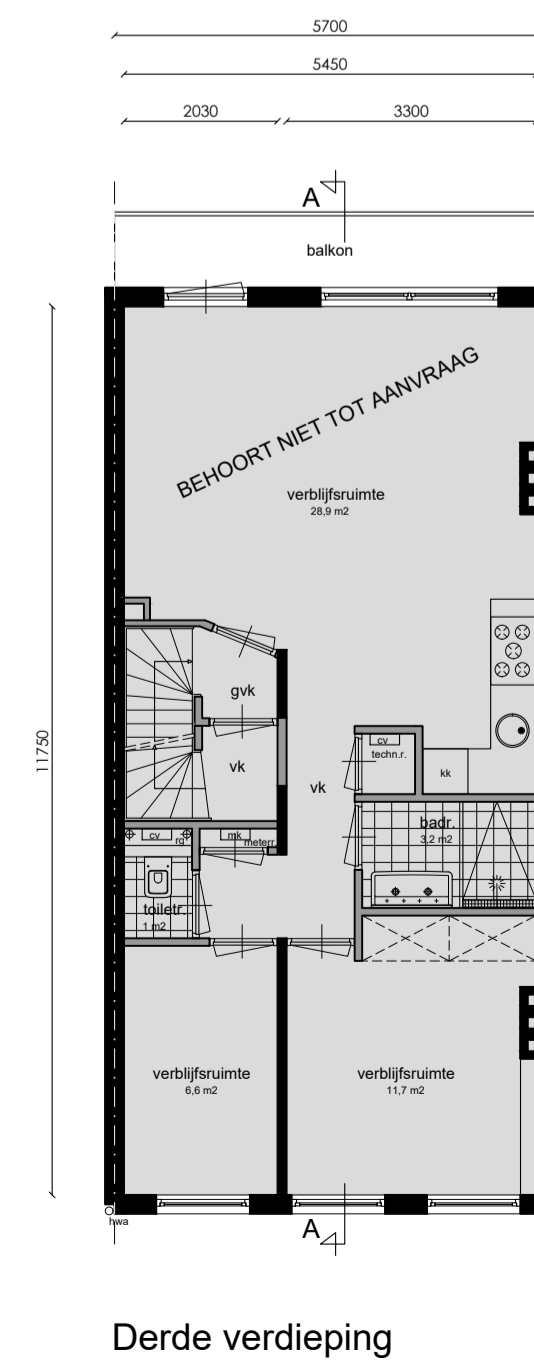 5700
5450
2030 3300
A
balkon
BEHOORT NIET TOT AANVRAAG
verblijfsruimte
28,9 m2
gvk
11750
cv
techn.r.
vk
kk
vk
badr.
3,2 m2
cv
rg
mk
meterr.
toiletr.
1 m2
verblijfsruimte
6,6 m2
verblijfsruimte
11,7 m2
hwa
A
Derde verdieping